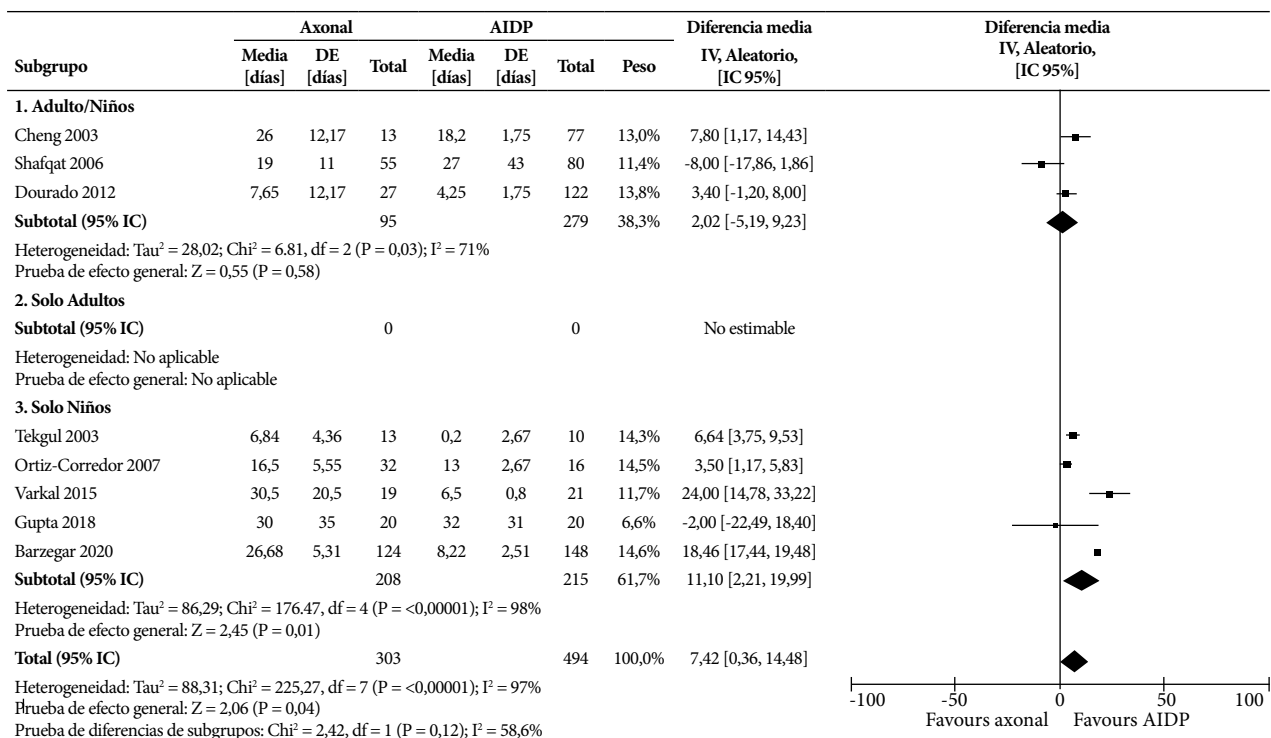 Axonal AIDP Diferencia media Diferencia media
Subgrupo Media [días] DE [días] Total Media [días] DE [días] Total Peso IV, Aleatorio, [IC 95%] IV, Aleatorio, [IC 95%]
1. Adulto/Niños
Cheng 2003 26 12,17 13 18,2 1,75 77 13,0% 7,80 [1,17, 14,43]
Shafqat 2006 19 11 55 27 43 80 11,4% -8,00 [-17,86, 1,86]
Dourado 2012 7,65 12,17 27 4,25 1,75 122 13,8% 3,40 [-1,20, 8,00]
Subtotal (95% IC) 95 279 38,3% 2,02 [-5,19, 9,23]
Heterogeneidad: Tau² = 28,02; Chi² = 6.81, df = 2 (P = 0,03); I² = 71%
Prueba de efecto general: Z = 0,55 (P = 0,58)
2. Solo Adultos
Subtotal (95% IC) 0 0 No estimable
Heterogeneidad: No aplicable
Prueba de efecto general: No aplicable
3. Solo Niños
Tekgul 2003 6,84 4,36 13 0,2 2,67 10 14,3% 6,64 [3,75, 9,53]
Ortiz-Corredor 2007 16,5 5,55 32 13 2,67 16 14,5% 3,50 [1,17, 5,83]
Varkal 2015 30,5 20,5 19 6,5 0,8 21 11,7% 24,00 [14,78, 33,22]
Gupta 2018 30 35 20 32 31 20 6,6% -2,00 [-22,49, 18,40]
Barzegar 2020 26,68 5,31 124 8,22 2,51 148 14,6% 18,46 [17,44, 19,48]
Subtotal (95% IC) 208 215 61,7% 11,10 [2,21, 19,99]
Heterogeneidad: Tau² = 86,29; Chi² = 176.47, df = 4 (P = <0,00001); I² = 98%
Prueba de efecto general: Z = 2,45 (P = 0,01)
Total (95% IC) 303 494 100,0% 7,42 [0,36, 14,48]
Heterogeneidad: Tau² = 88,31; Chi² = 225,27, df = 7 (P = <0,00001); I² = 97%
Prueba de efecto general: Z = 2,06 (P = 0,04)
Prueba de diferencias de subgrupos: Chi² = 2,42, df = 1 (P = 0,12); I² = 58,6%
-100 -50 0 50 100
Favours axonal Favours AIDP